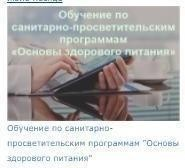 Обучение по
санитарно-просветительским
программам
«Основы здорового питания»
Обучение по санитарно-
просветительским программам "Основы
здорового питания"